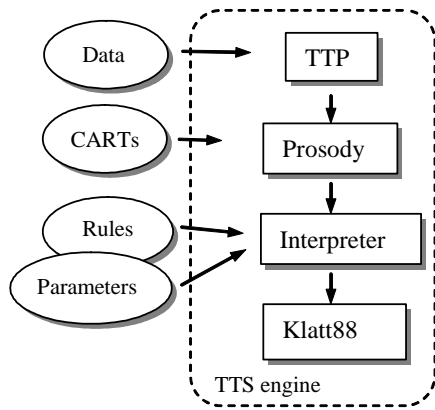 Data
TTP
CARTs
Prosody
Rules
Interpreter
Parameters
Klatt88
TTS engine